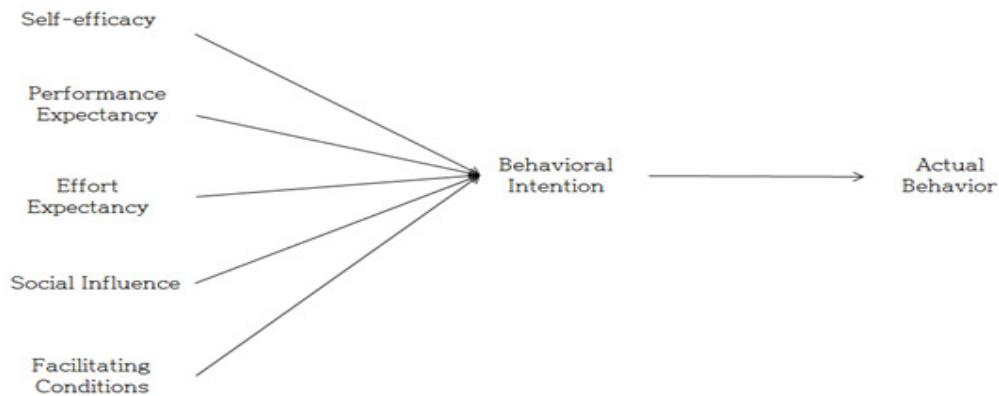 Self-efficacy
Performance
Expectancy
Effort
Expectancy
Social Influence
Facilitating
Conditions
Behavioral
Intention
Actual
Behavior